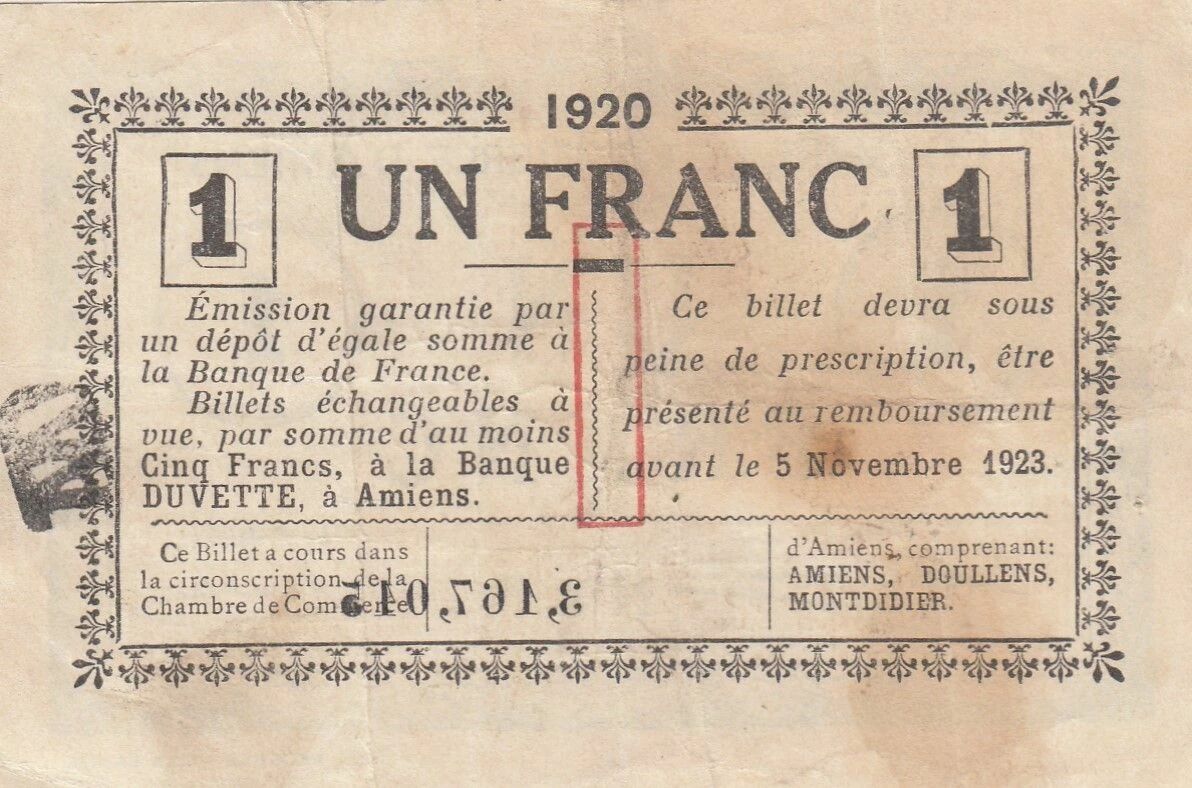 1920
1 UN FRANC 1
Émission garantie par
un dépôt d'égale somme à
la Banque de France.
Billets échangeables à
vue, par somme d'au moins
Cinq Francs, à la Banque
DUVETTE, à Amiens.
Ce billet devra sous
peine de prescription, être
présenté au remboursement
avant le 5 Novembre 1923.
Ce Billet a cours dans
la circonscription de la
Chambre de Commerce
3,167,045
d'Amiens, comprenant:
AMIENS, DOULLENS,
MONTDIDIER.